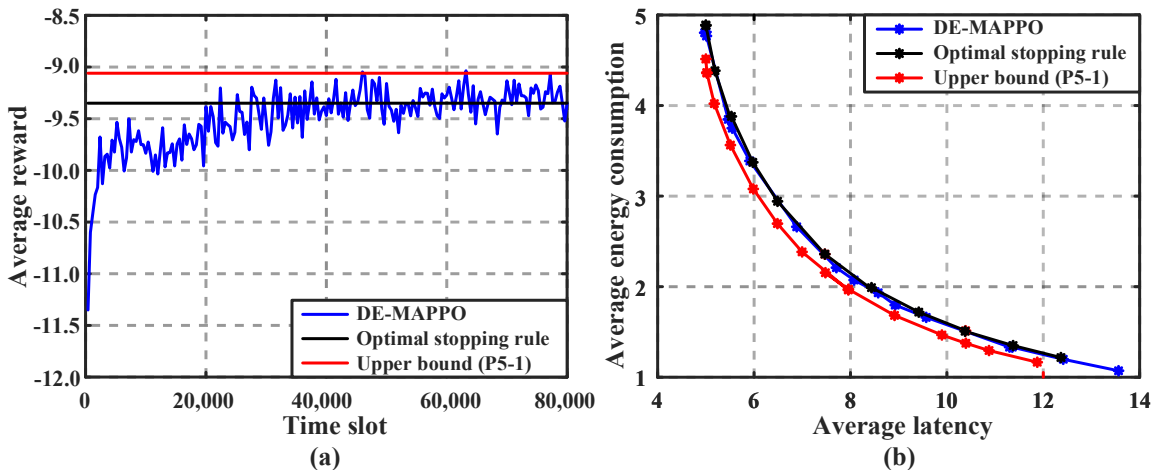 -8.5
-9.0
-9.5
-10.0
-10.5
-11.0
-11.5
-12.0
Average reward
DE-MAPPO
Optimal stopping rule
Upper bound (P5-1)
0
20,000
40,000
60,000
80,000
Time slot
(a)
5
4
3
2
1
Average energy consumption
DE-MAPPO
Optimal stopping rule
Upper bound (P5-1)
4
6
8
10
12
14
Average latency
(b)